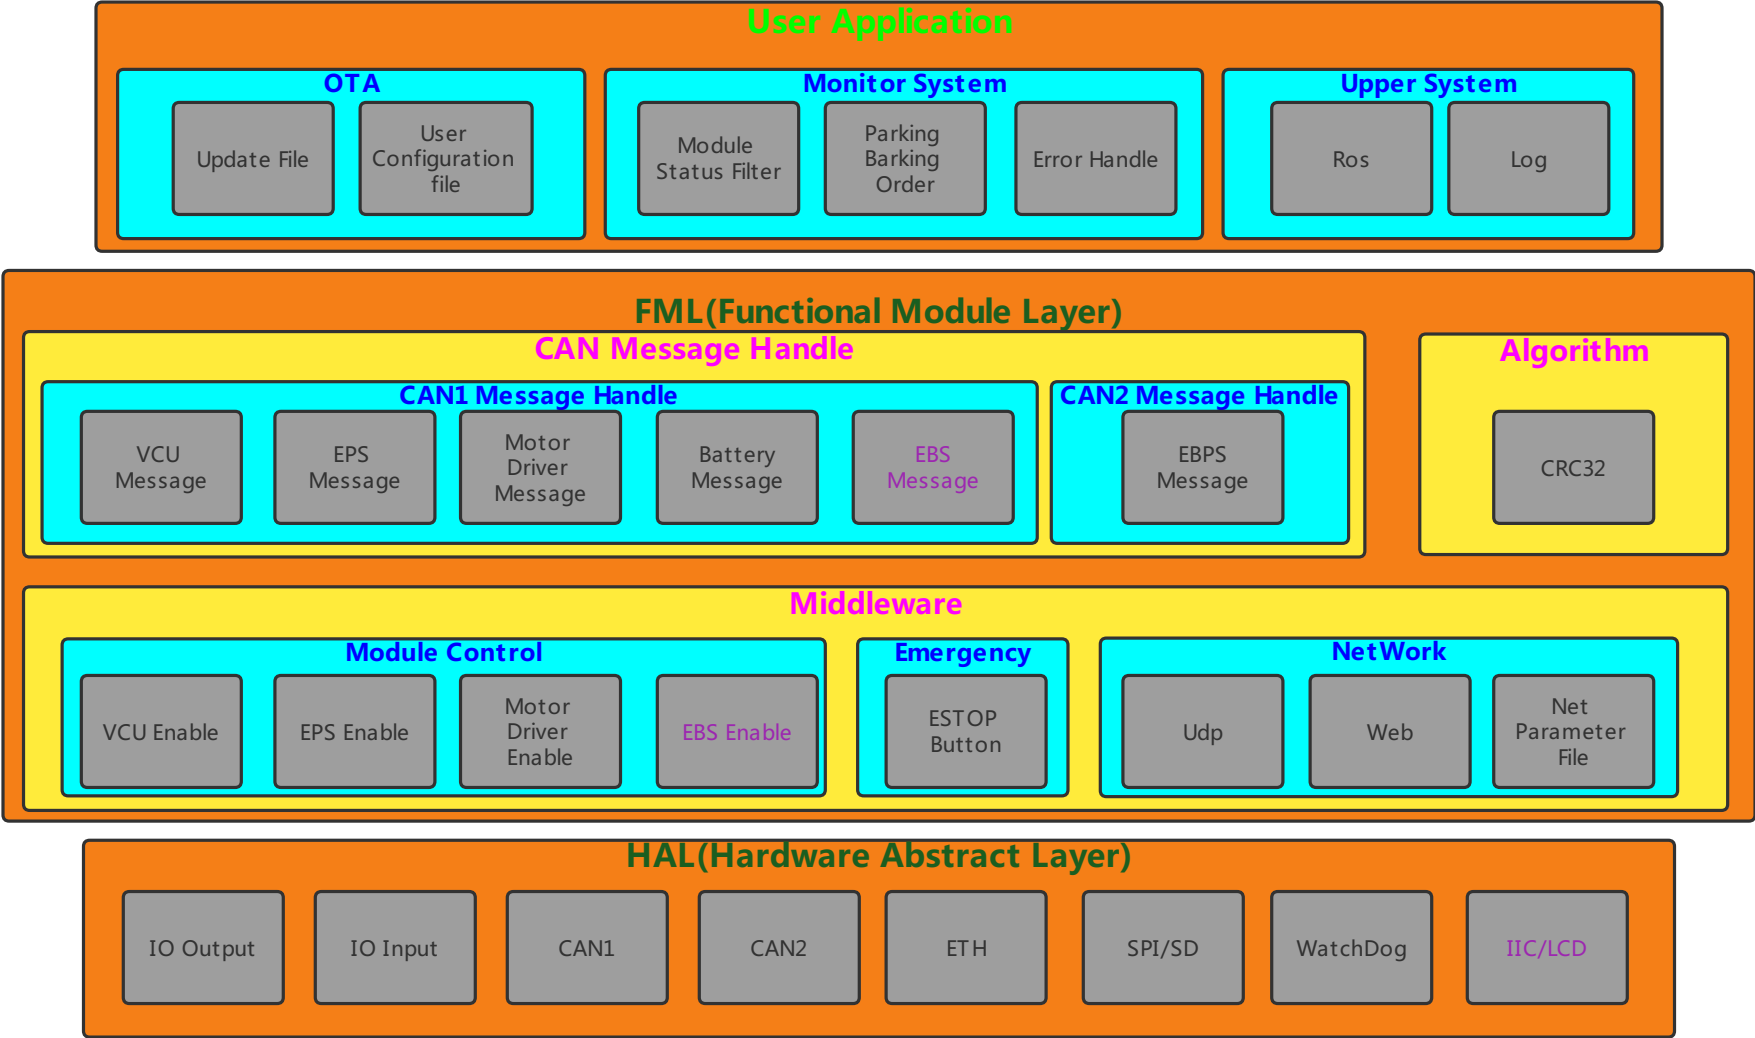 User Application
OTA
Monitor System
Upper System
Update File
User
Configuration
file
Module
Status Filter
Parking
Barking
Order
Error Handle
Ros
Log
FML(Functional Module Layer)
CAN Message Handle
Algorithm
CAN1 Message Handle
CAN2 Message Handle
VCU
Message
EPS
Message
Motor
Driver
Message
Battery
Message
EBS
Message
EBPS
Message
CRC32
Middleware
Module Control
Emergency
NetWork
VCU Enable
EPS Enable
Motor
Driver
Enable
EBS Enable
ESTOP
Button
Udp
Web
Net
Parameter
File
HAL(Hardware Abstract Layer)
IO Output
IO Input
CAN1
CAN2
ETH
SPI/SD
WatchDog
IIC/LCD